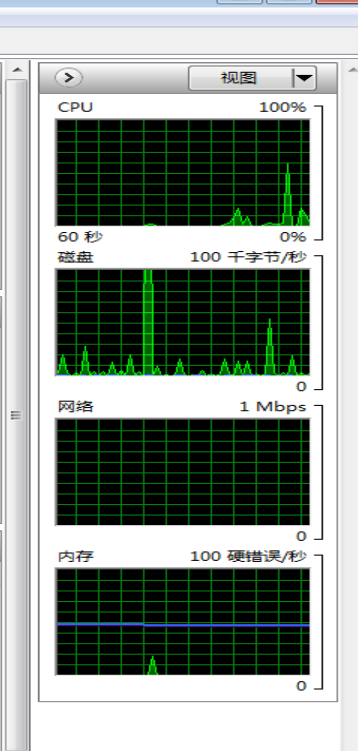 视图
CPU 100%
60 秒 0%
磁盘 100 千字节/秒
0
网络 1 Mbps
0
内存 100 硬错误/秒
0